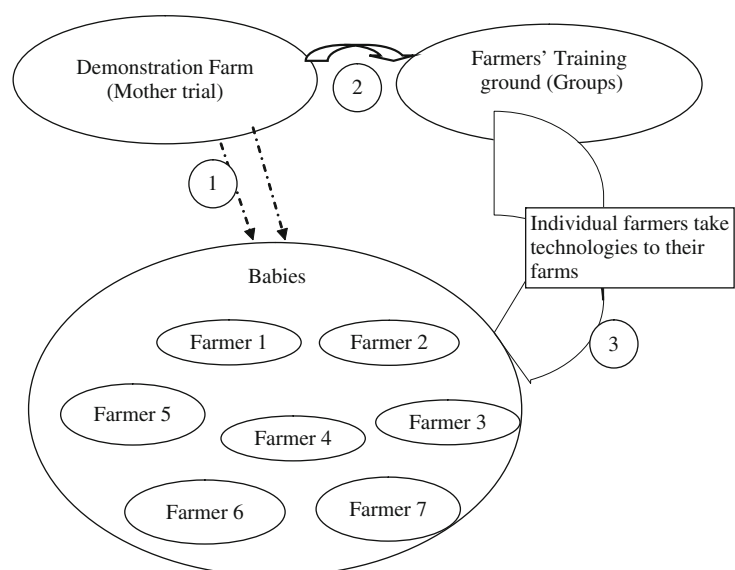 Demonstration Farm
(Mother trial)
2
Farmers’ Training
ground (Groups)
1
Individual farmers take
technologies to their
farms
Babies
Farmer 1
Farmer 2
3
Farmer 5
Farmer 4
Farmer 3
Farmer 6
Farmer 7